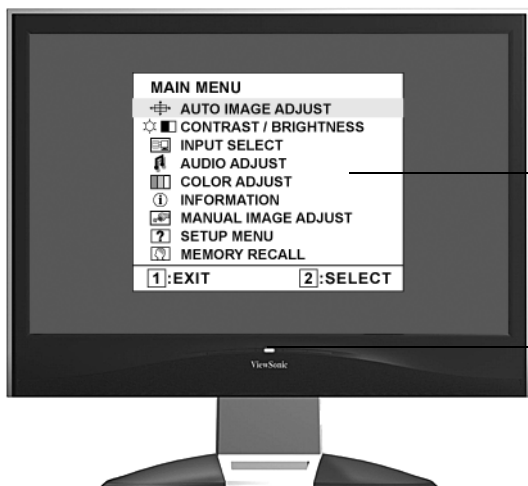 MAIN MENU
AUTO IMAGE ADJUST
CONTRAST / BRIGHTNESS
INPUT SELECT
AUDIO ADJUST
COLOR ADJUST
INFORMATION
MANUAL IMAGE ADJUST
? SETUP MENU
MEMORY RECALL
1:EXIT 2:SELECT
ViewSonic